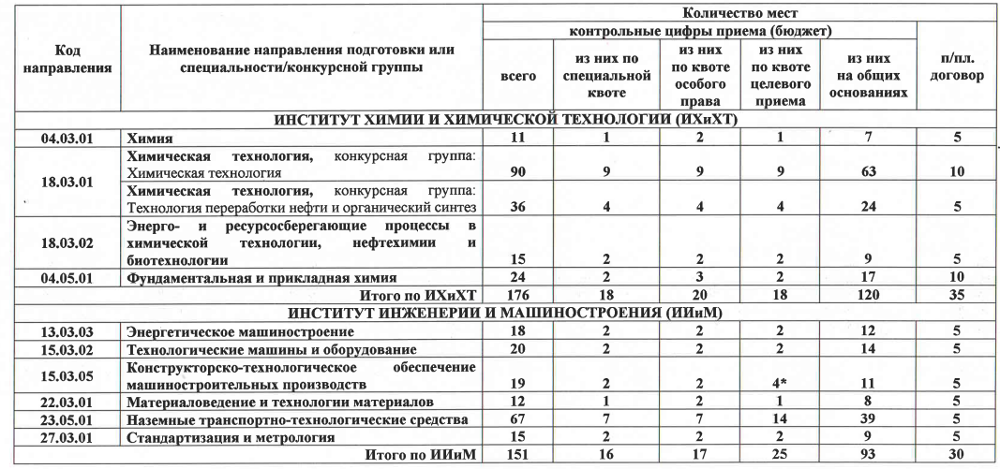 Код направления | Наименование направления подготовки или специальности/конкурсной группы | Количество мест
контрольные цифры приема (бюджет) | п/пл. договор
всего | из них по специальной квоте | из них по квоте особого права | из них по квоте целевого приема | из них на общих основаниях
ИНСТИТУТ ХИМИИ И ХИМИЧЕСКОЙ ТЕХНОЛОГИИ (ИХиХТ)
04.03.01 | Химия | 11 | 1 | 2 | 1 | 7 | 5
18.03.01 | Химическая технология, конкурсная группа:
Химическая технология | 90 | 9 | 9 | 9 | 63 | 10
Химическая технология, конкурсная группа:
Технология переработки нефти и органический синтез | 36 | 4 | 4 | 4 | 24 | 5
18.03.02 | Энерго- и ресурсосберегающие процессы в
химической технологии, нефтехимии и
биотехнологии | 15 | 2 | 2 | 2 | 9 | 5
04.05.01 | Фундаментальная и прикладная химия | 24 | 2 | 3 | 2 | 17 | 10
Итого по ИХиХТ | 176 | 18 | 20 | 18 | 120 | 35
ИНСТИТУТ ИНЖЕНЕРИИ И МАШИНОСТРОЕНИЯ (ИИиМ)
13.03.03 | Энергетическое машиностроение | 18 | 2 | 2 | 2 | 12 | 5
15.03.02 | Технологические машины и оборудование | 20 | 2 | 2 | 2 | 14 | 5
15.03.05 | Конструкторско-технологическое обеспечение
машиностроительных производств | 19 | 2 | 2 | 4* | 11 | 5
22.03.01 | Материаловедение и технологии материалов | 12 | 1 | 2 | 1 | 8 | 5
23.05.01 | Наземные транспортно-технологические средства | 67 | 7 | 7 | 14 | 39 | 5
27.03.01 | Стандартизация и метрология | 15 | 2 | 2 | 2 | 9 | 5
Итого по ИИиМ | 151 | 16 | 17 | 25 | 93 | 30